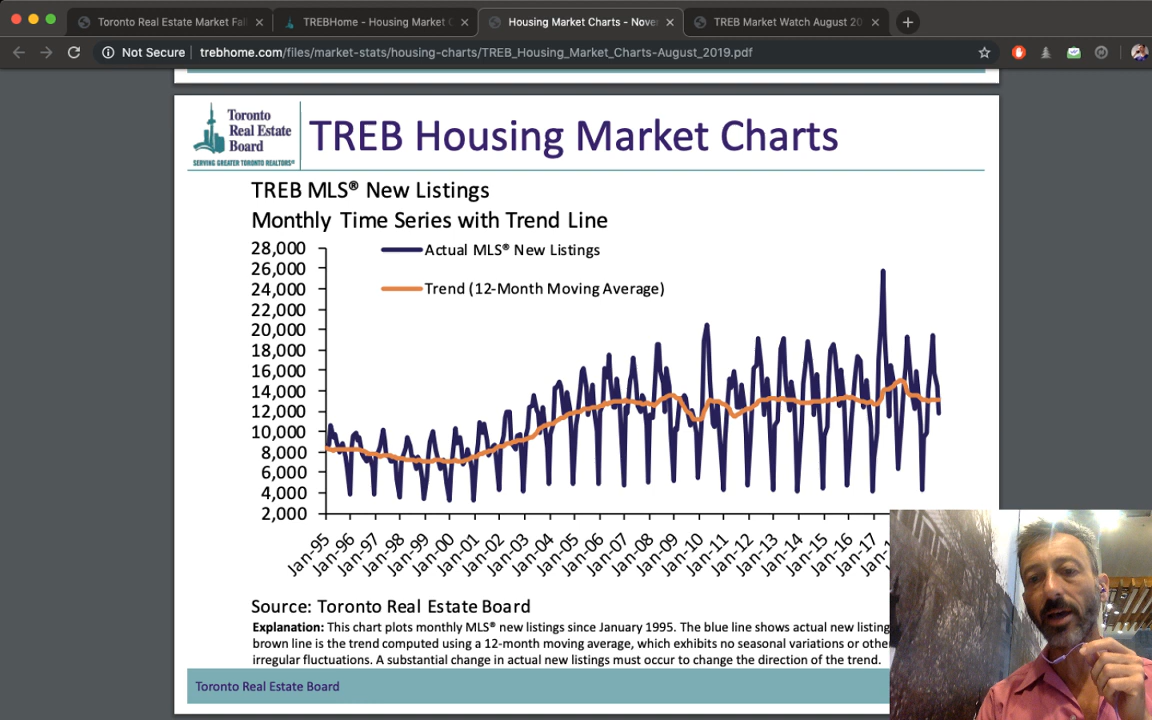 Toronto Real Estate Market Fal
TREBHome - Housing Market C
Housing Market Charts - Nove
TREB Market Watch August 20
Not Secure
trebhome.com/files/market-stats/housing-charts/TREB_Housing_Market_Charts-August_2019.pdf
Toronto
Real Estate
Board
SERVING GREATER TORONTO REALTORS®
TREB Housing Market Charts
TREB MLS® New Listings
Monthly Time Series with Trend Line
Actual MLS® New Listings
Trend (12-Month Moving Average)
28,000
26,000
24,000
22,000
20,000
18,000
16,000
14,000
12,000
10,000
8,000
6,000
4,000
2,000
Jan-95
Jan-96
Jan-97
Jan-98
Jan-99
Jan-00
Jan-01
Jan-02
Jan-03
Jan-04
Jan-05
Jan-06
Jan-07
Jan-08
Jan-09
Jan-10
Jan-11
Jan-12
Jan-13
Jan-14
Jan-15
Jan-16
Jan-17
Source: Toronto Real Estate Board
Explanation: This chart plots monthly MLS® new listings since January 1995. The blue line shows actual new listing
brown line is the trend computed using a 12-month moving average, which exhibits no seasonal variations or othe
irregular fluctuations. A substantial change in actual new listings must occur to change the direction of the trend.
Toronto Real Estate Board